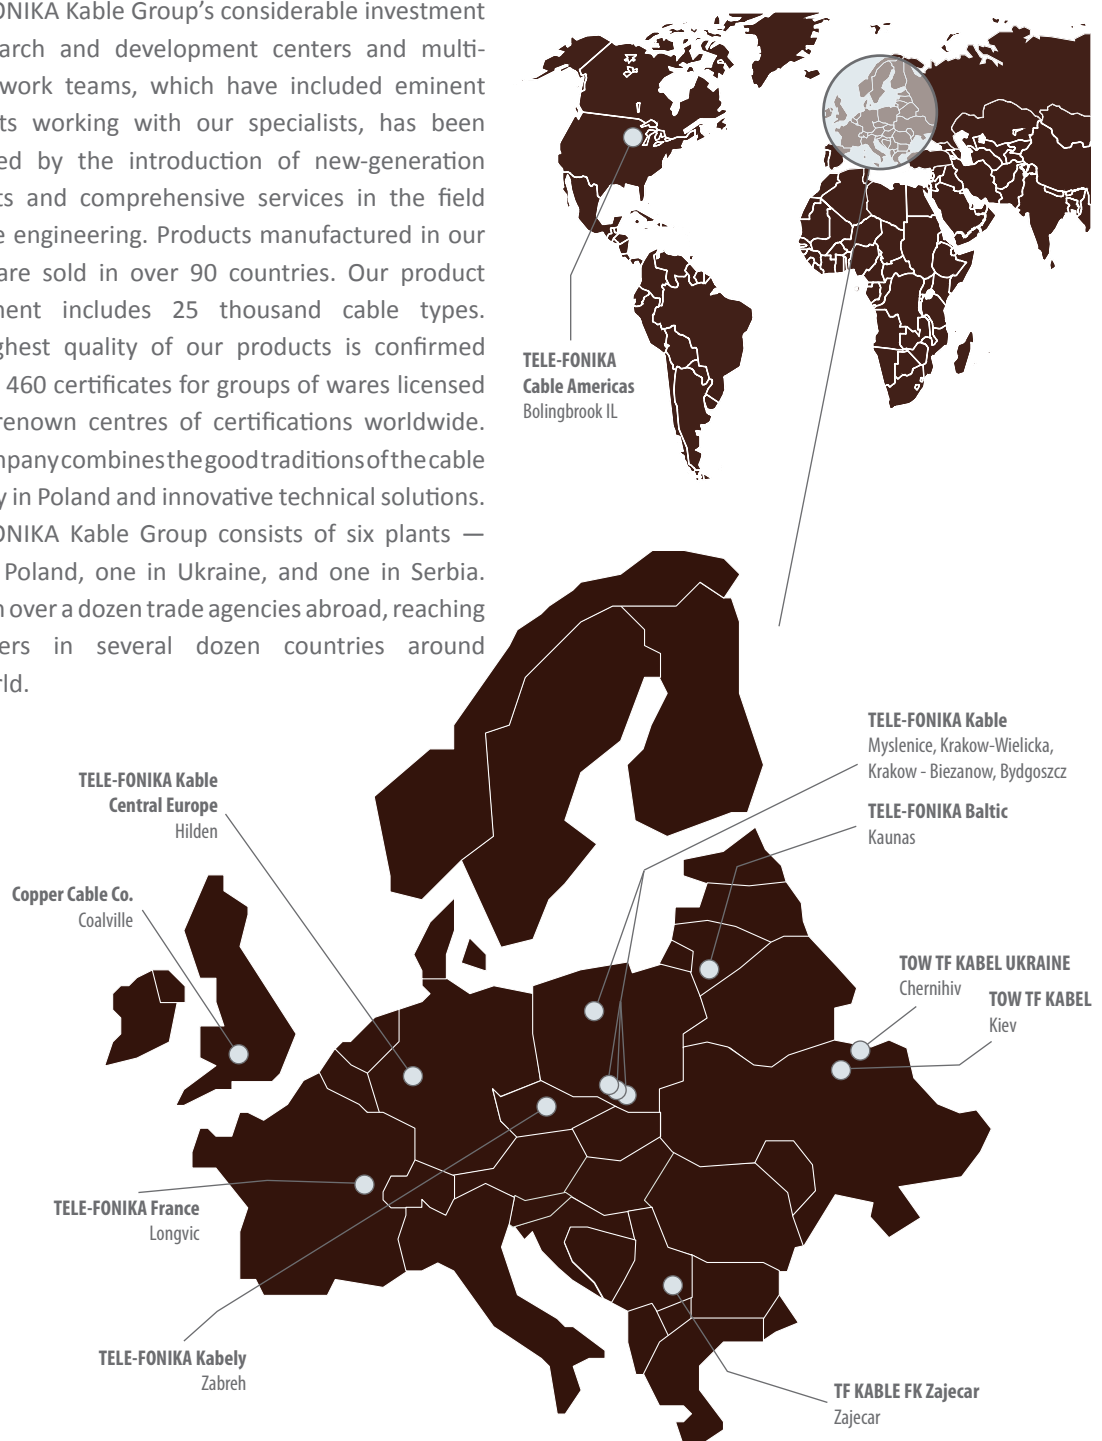 ONIKA Kable Group’s considerable investment
arch and development centers and multi-
work teams, which have included eminent
ts working with our specialists, has been
ed by the introduction of new-generation
ts and comprehensive services in the field
e engineering. Products manufactured in our
are sold in over 90 countries. Our product
ment includes 25 thousand cable types.
ghest quality of our products is confirmed
460 certificates for groups of wares licensed
renown centres of certifications worldwide.
mpany combines the good traditions of the cable
y in Poland and innovative technical solutions.
ONIKA Kable Group consists of six plants —
Poland, one in Ukraine, and one in Serbia.
n over a dozen trade agencies abroad, reaching
ers in several dozen countries around
rld.
TELE-FONIKA
Cable Americas
Bolingbrook IL
TELE-FONIKA Kable
Myslenice, Krakow-Wielicka,
Krakow - Biezanow, Bydgoszcz
TELE-FONIKA Kable
Central Europe
Hilden
TELE-FONIKA Baltic
Kaunas
Copper Cable Co.
Coalville
TOW TF KABEL UKRAINE
Chernihiv
TOW TF KABEL
Kiev
TELE-FONIKA France
Longvic
TELE-FONIKA Kabely
Zabreh
TF KABLE FK Zajecar
Zajecar